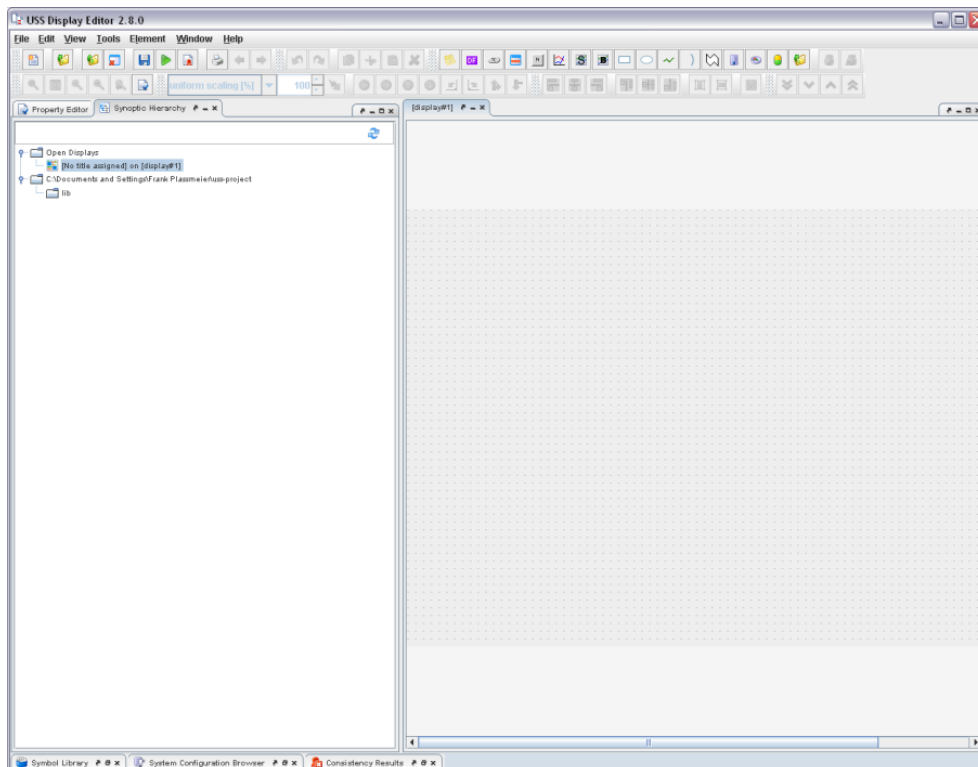 USS Display Editor 2.8.0
File Edit View Tools Element Window Help
DF
uniform scaling [%] 100
Property Editor Synoptic Hierarchy [display#1]
Open Displays
[No title assigned] on [display#1]
C:\Documents and Settings\Frank Plassmeier\uss-project
lib
Symbol Library System Configuration Browser Consistency Results